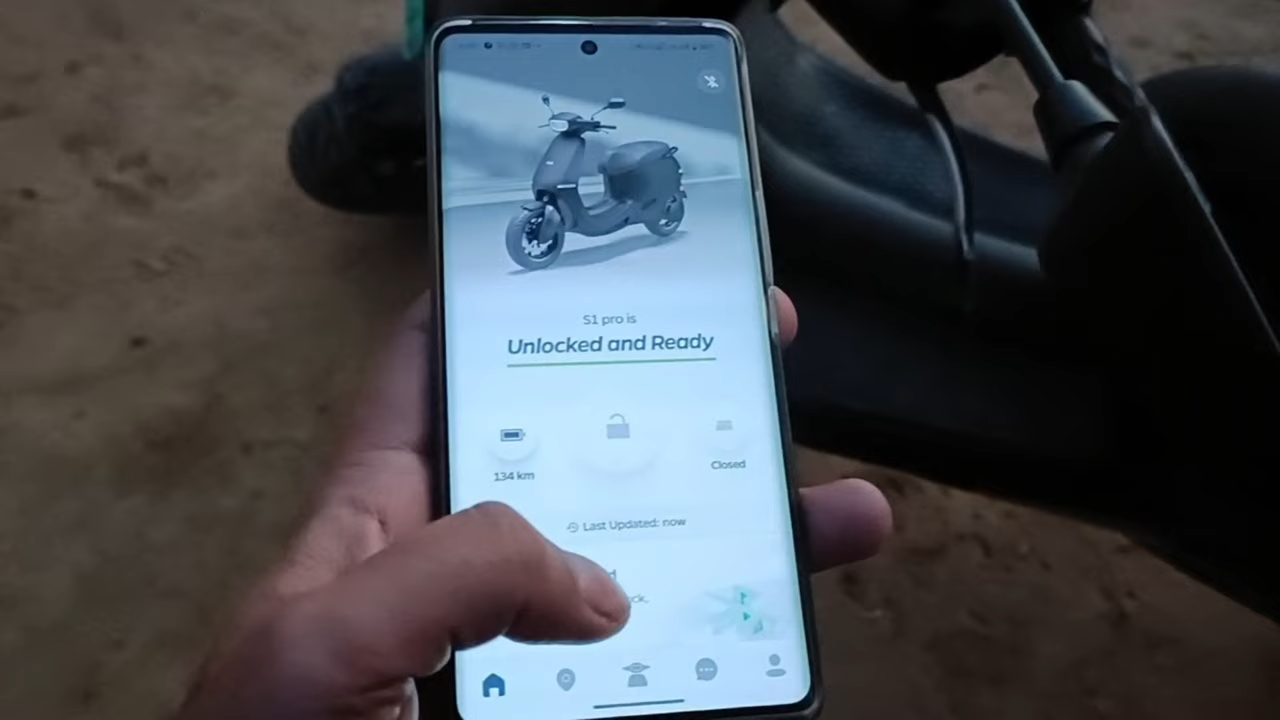 S1 pro is
Unlocked and Ready
134 km
Closed
Last Updated: now